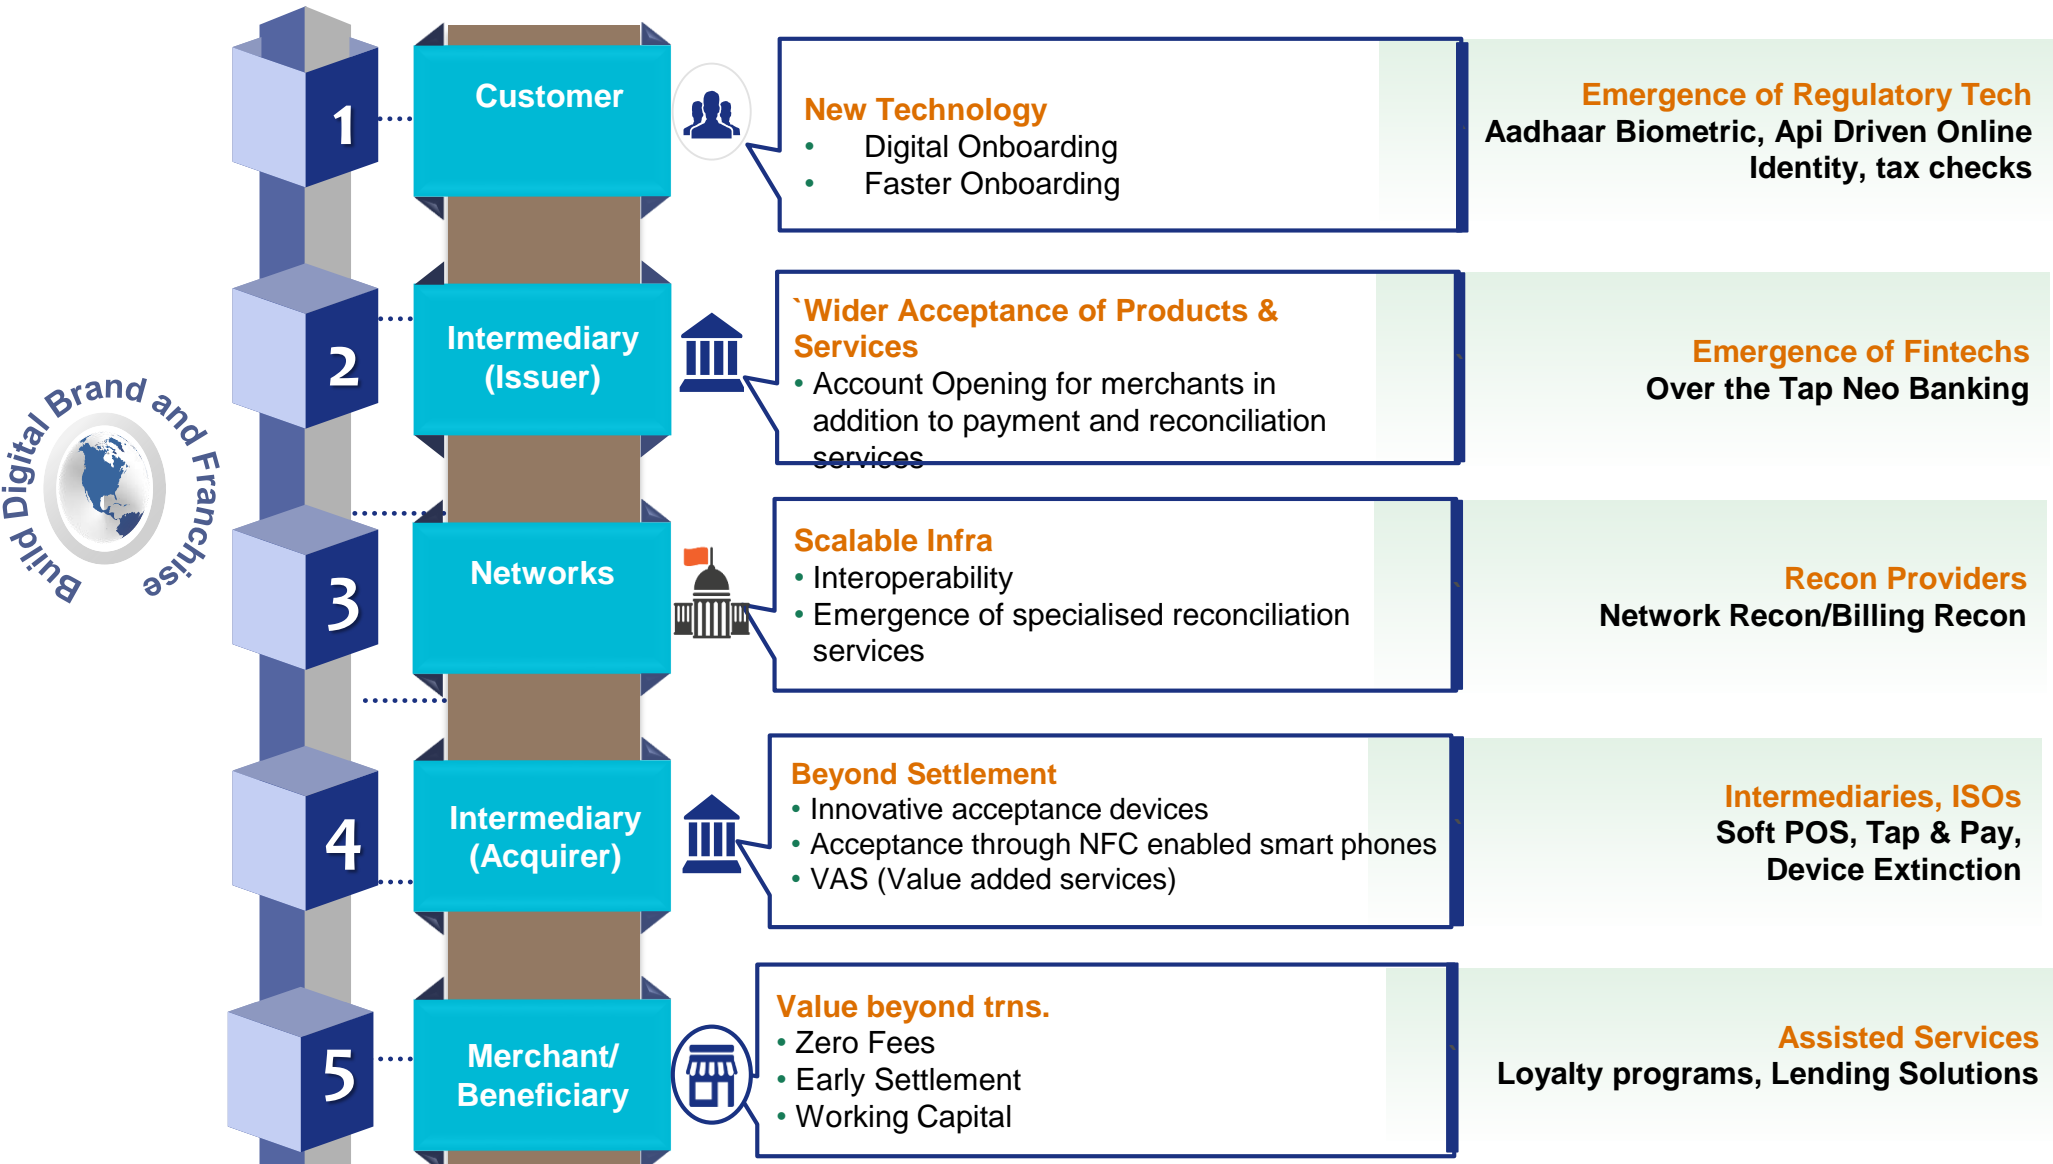 Build Digital Brand and Franchise
1
Customer
New Technology
• Digital Onboarding
• Faster Onboarding
Emergence of Regulatory Tech
Aadhaar Biometric, Api Driven Online
Identity, tax checks
2
Intermediary
(Issuer)
`Wider Acceptance of Products &
Services
• Account Opening for merchants in
addition to payment and reconciliation
services
Emergence of Fintechs
Over the Tap Neo Banking
3
Networks
Scalable Infra
• Interoperability
• Emergence of specialised reconciliation
services
Recon Providers
Network Recon/Billing Recon
4
Intermediary
(Acquirer)
Beyond Settlement
• Innovative acceptance devices
• Acceptance through NFC enabled smart phones
• VAS (Value added services)
Intermediaries, ISOs
Soft POS, Tap & Pay,
Device Extinction
5
Merchant/
Beneficiary
Value beyond trns.
• Zero Fees
• Early Settlement
• Working Capital
Assisted Services
Loyalty programs, Lending Solutions